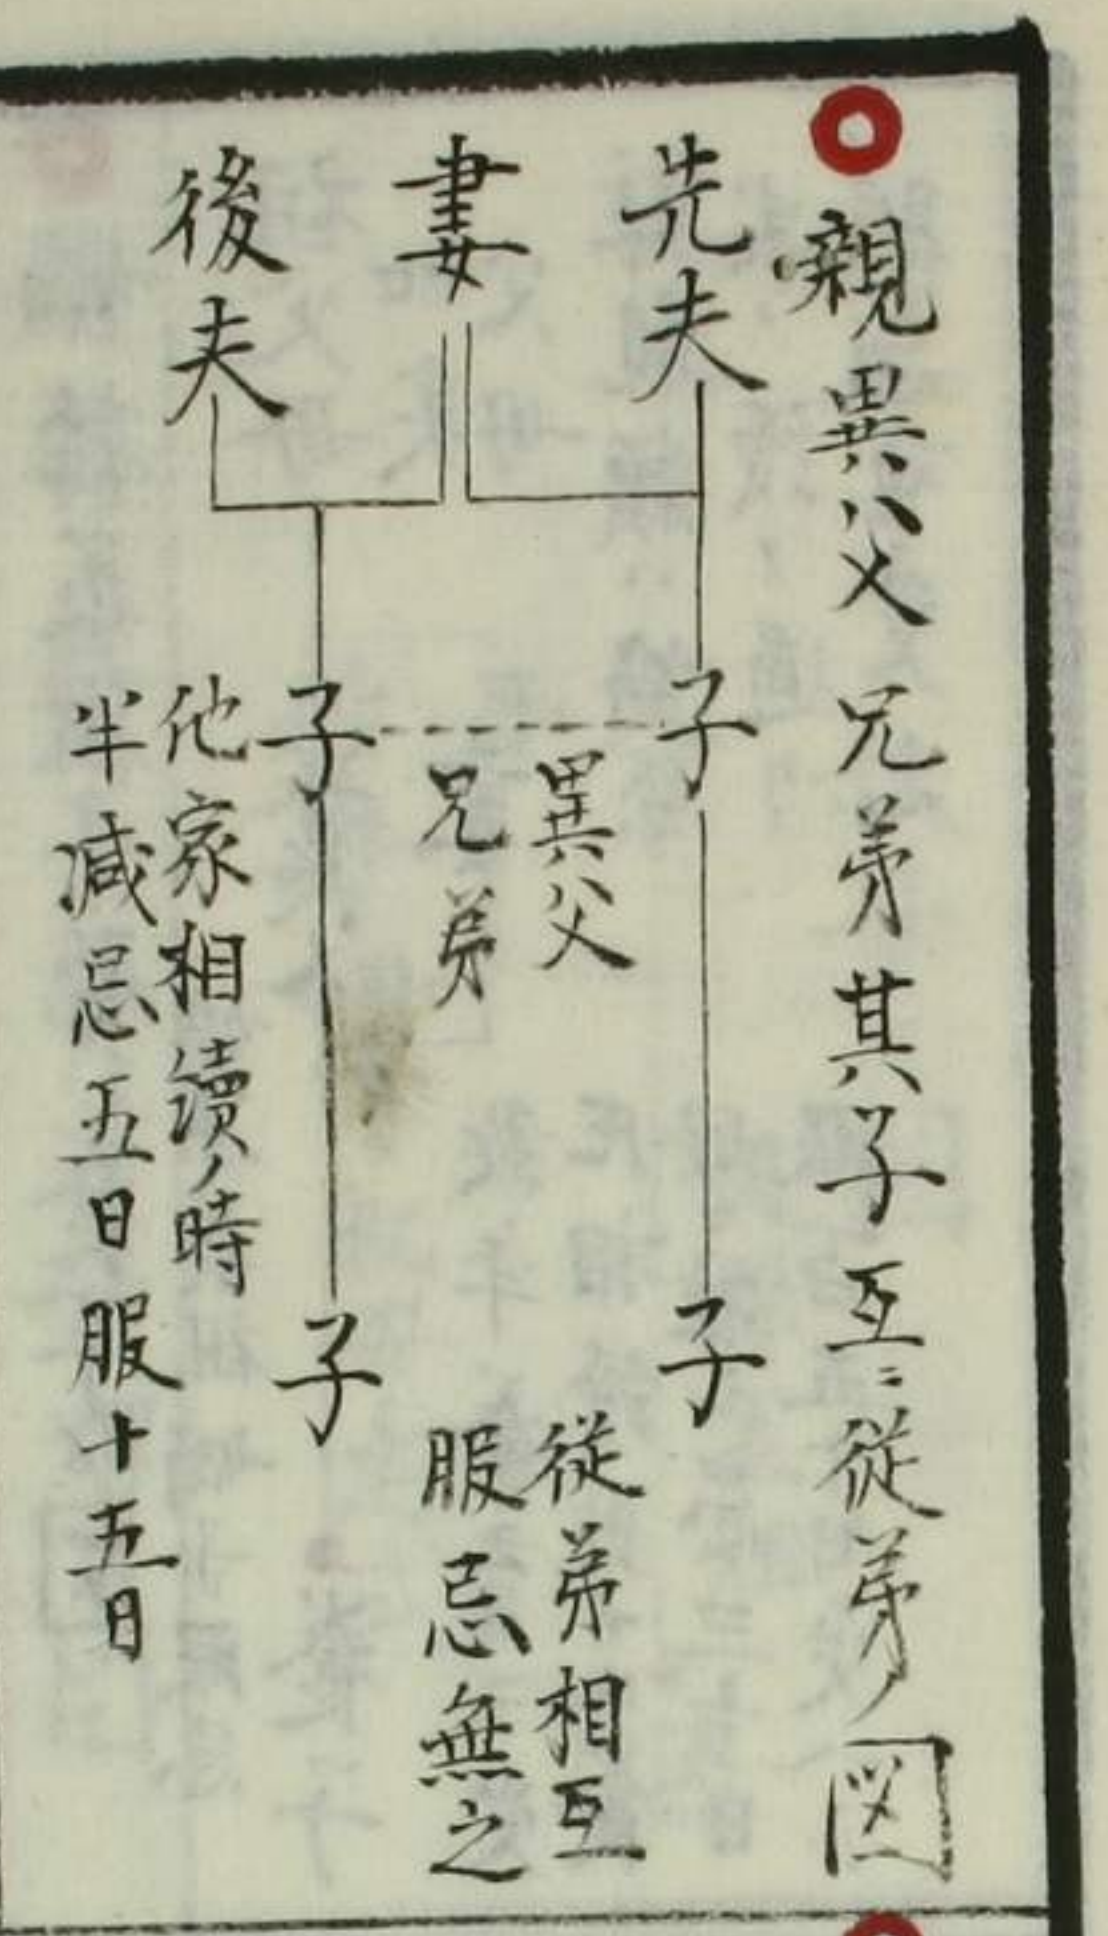 親異父兄弟其子互ニ従弟ノ図
先夫
妻
後夫
子
子
異父
兄弟
他家相續ノ時
半減忌五日服十五日
子
子
従弟相互
服忌無之